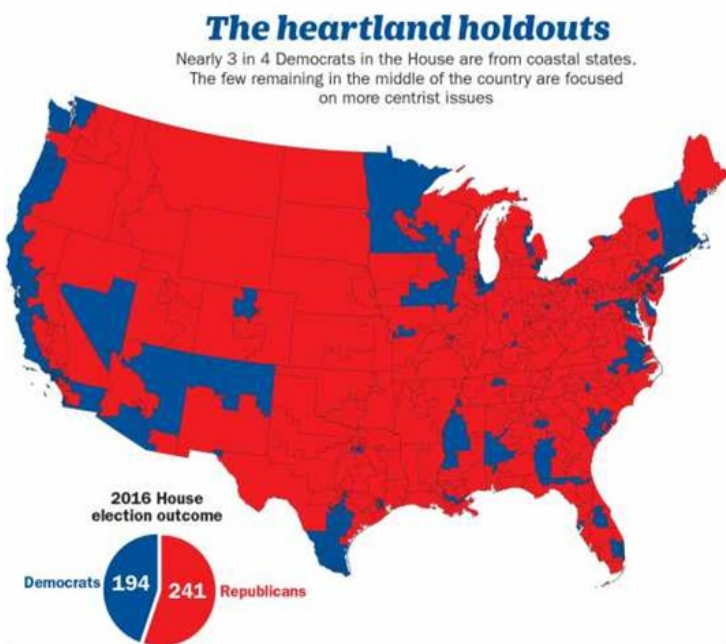 The heartland holdouts
Nearly 3 in 4 Democrats in the House are from coastal states.
The few remaining in the middle of the country are focused
on more centrist issues
2016 House
election outcome
Democrats 194 241 Republicans